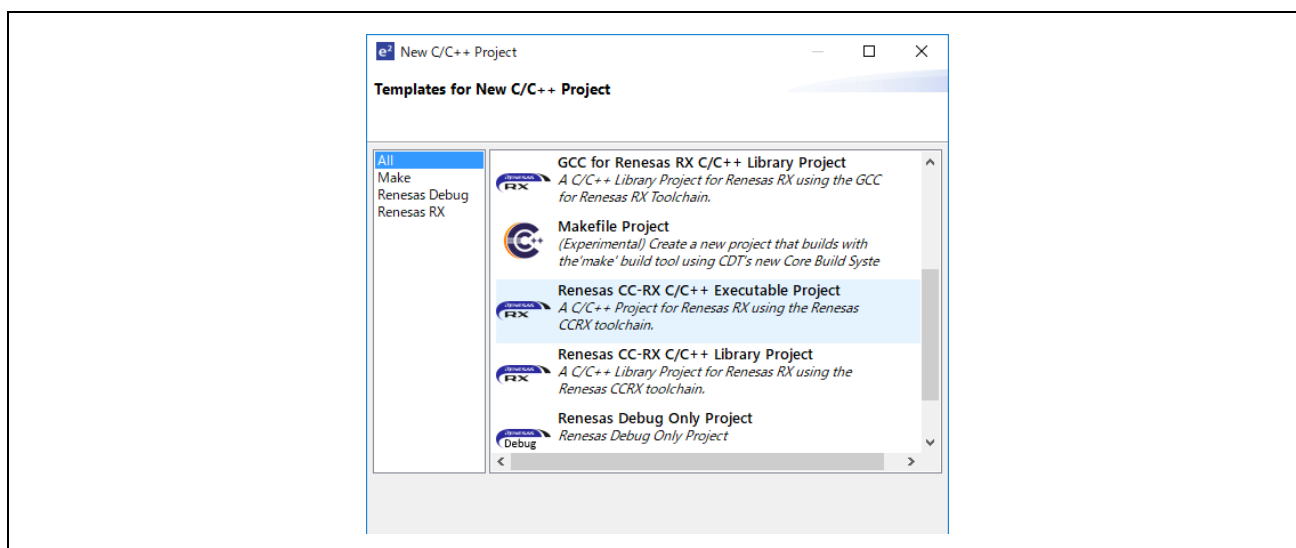 e² New C/C++ Project
Templates for New C/C++ Project
All
Make
Renesas Debug
Renesas RX
GCC for Renesas RX C/C++ Library Project
A C/C++ Library Project for Renesas RX using the GCC
for Renesas RX Toolchain.
RENESAS
RX
Makefile Project
(Experimental) Create a new project that builds with
the'make' build tool using CDT's new Core Build Syste
C++
Renesas CC-RX C/C++ Executable Project
A C/C++ Project for Renesas RX using the Renesas
CCRX toolchain.
RENESAS
RX
Renesas CC-RX C/C++ Library Project
A C/C++ Library Project for Renesas RX using the
Renesas CCRX toolchain.
RENESAS
RX
Renesas Debug Only Project
Renesas Debug Only Project
RENESAS
Debug